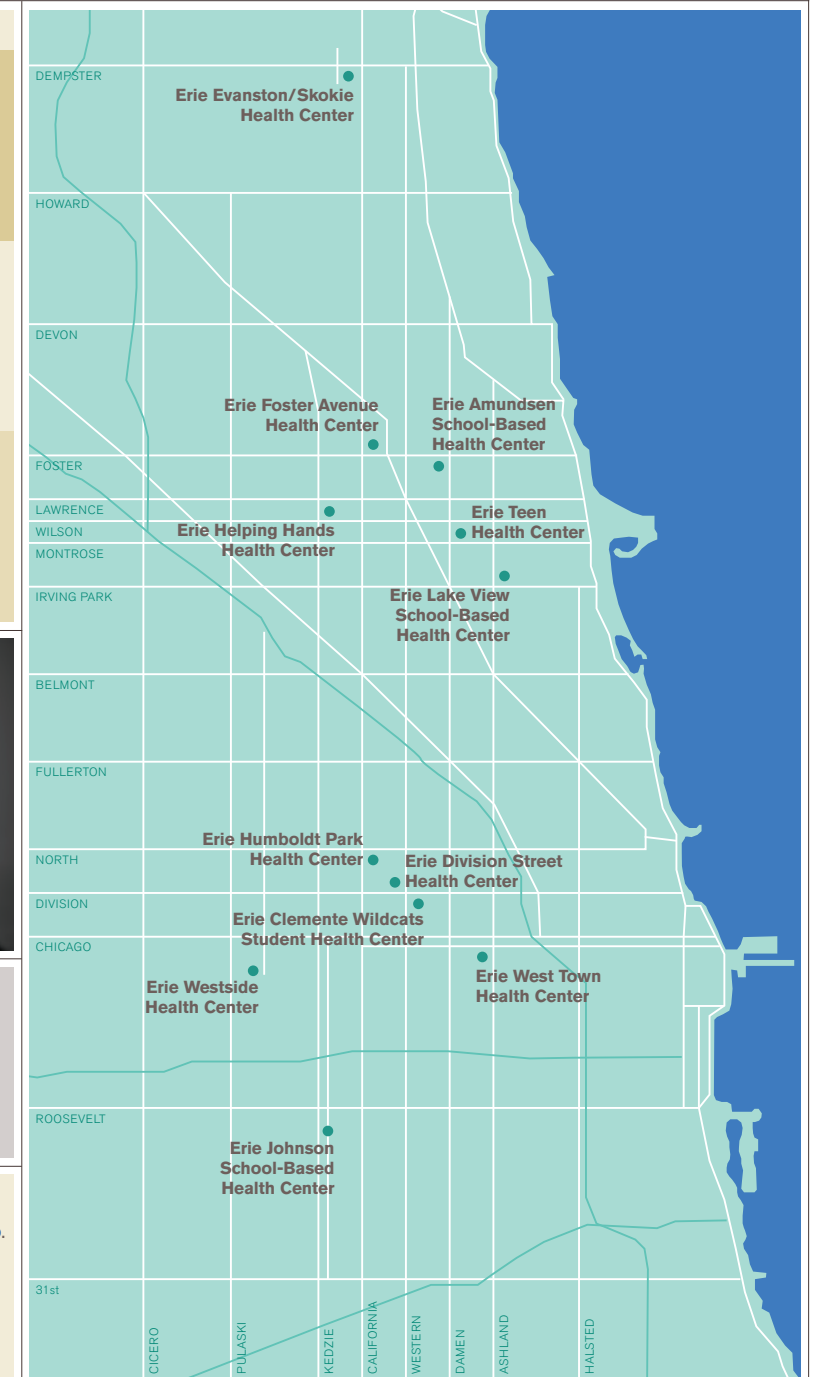 DEMPSTER
Erie Evanston/Skokie
Health Center
HOWARD
DEVON
Erie Foster Avenue
Health Center
Erie Amundsen
School-Based
Health Center
FOSTER
LAWRENCE
Erie Teen
Health Center
WILSON
Erie Helping Hands
Health Center
MONTROSE
IRVING PARK
Erie Lake View
School-Based
Health Center
BELMONT
FULLERTON
Erie Humboldt Park
Health Center
NORTH
Erie Division Street
Health Center
DIVISION
Erie Clemente Wildcats
Student Health Center
CHICAGO
Erie Westside
Health Center
Erie West Town
Health Center
ROOSEVELT
Erie Johnson
School-Based
Health Center
31st
CICERO
PULASKI
KEDZIE
CALIFORNIA
WESTERN
DAMEN
ASHLAND
HALSTED